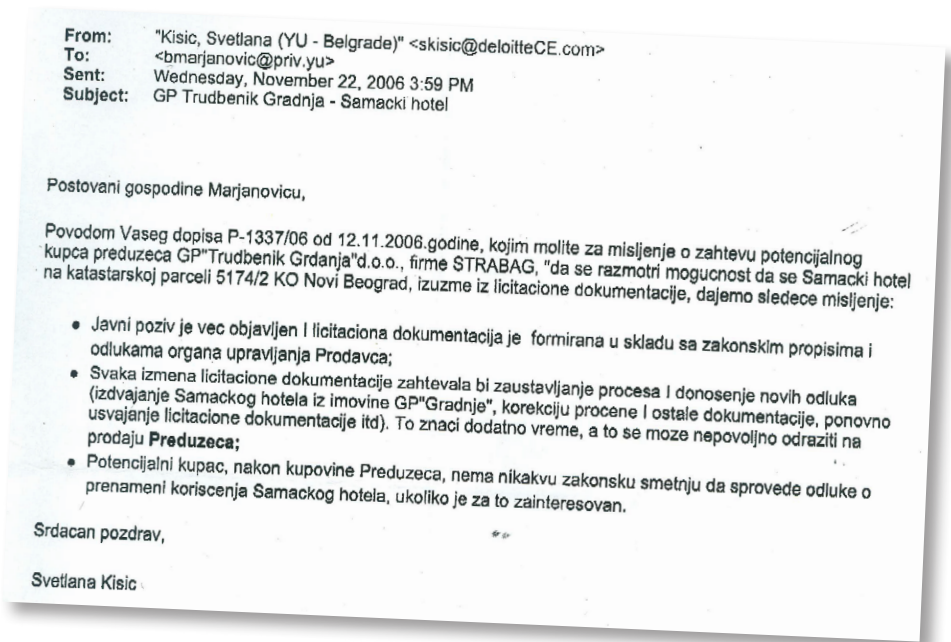 From: "Kisic, Svetlana (YU - Belgrade)" <skisic@deloitteCE.com>
To: <bmarjanovic@priv.yu>
Sent: Wednesday, November 22, 2006 3:59 PM
Subject: GP Trudbenik Gradnja - Samacki hotel
Postovani gospodine Marjanovicu,
Povodom Vaseg dopisa P-1337/06 od 12.11.2006.godine, kojim molite za misljenje o zahtevu potencijalnog
kupca preduzeca GP"Trudbenik Grdanja"d.o.o., firme STRABAG, "da se razmotri mogucnost da se Samacki hotel
na katastarskoj parceli 5174/2 KO Novi Beograd, izuzme iz licitacione dokumentacije, dajemo sledece misljenje:
• Javni poziv je vec objavljen I licitaciona dokumentacija je formirana u skladu sa zakonskim propisima i
odlukama organa upravljanja Prodavca;
• Svaka izmena licitacione dokumentacije zahtevala bi zaustavljanje procesa I donosenje novih odluka
(izdvajanje Samackog hotela iz imovine GP"Gradnje", korekciju procene I ostale dokumentacije, ponovno
usvajanje licitacione dokumentacije itd). To znaci dodatno vreme, a to se moze nepovoljno odraziti na
prodaju Preduzeca;
• Potencijalni kupac, nakon kupovine Preduzeca, nema nikakvu zakonsku smetnju da sprovede odluke o
prenameni koriscenja Samackog hotela, ukoliko je za to zainteresovan.
Srdacan pozdrav,
Svetlana Kisic